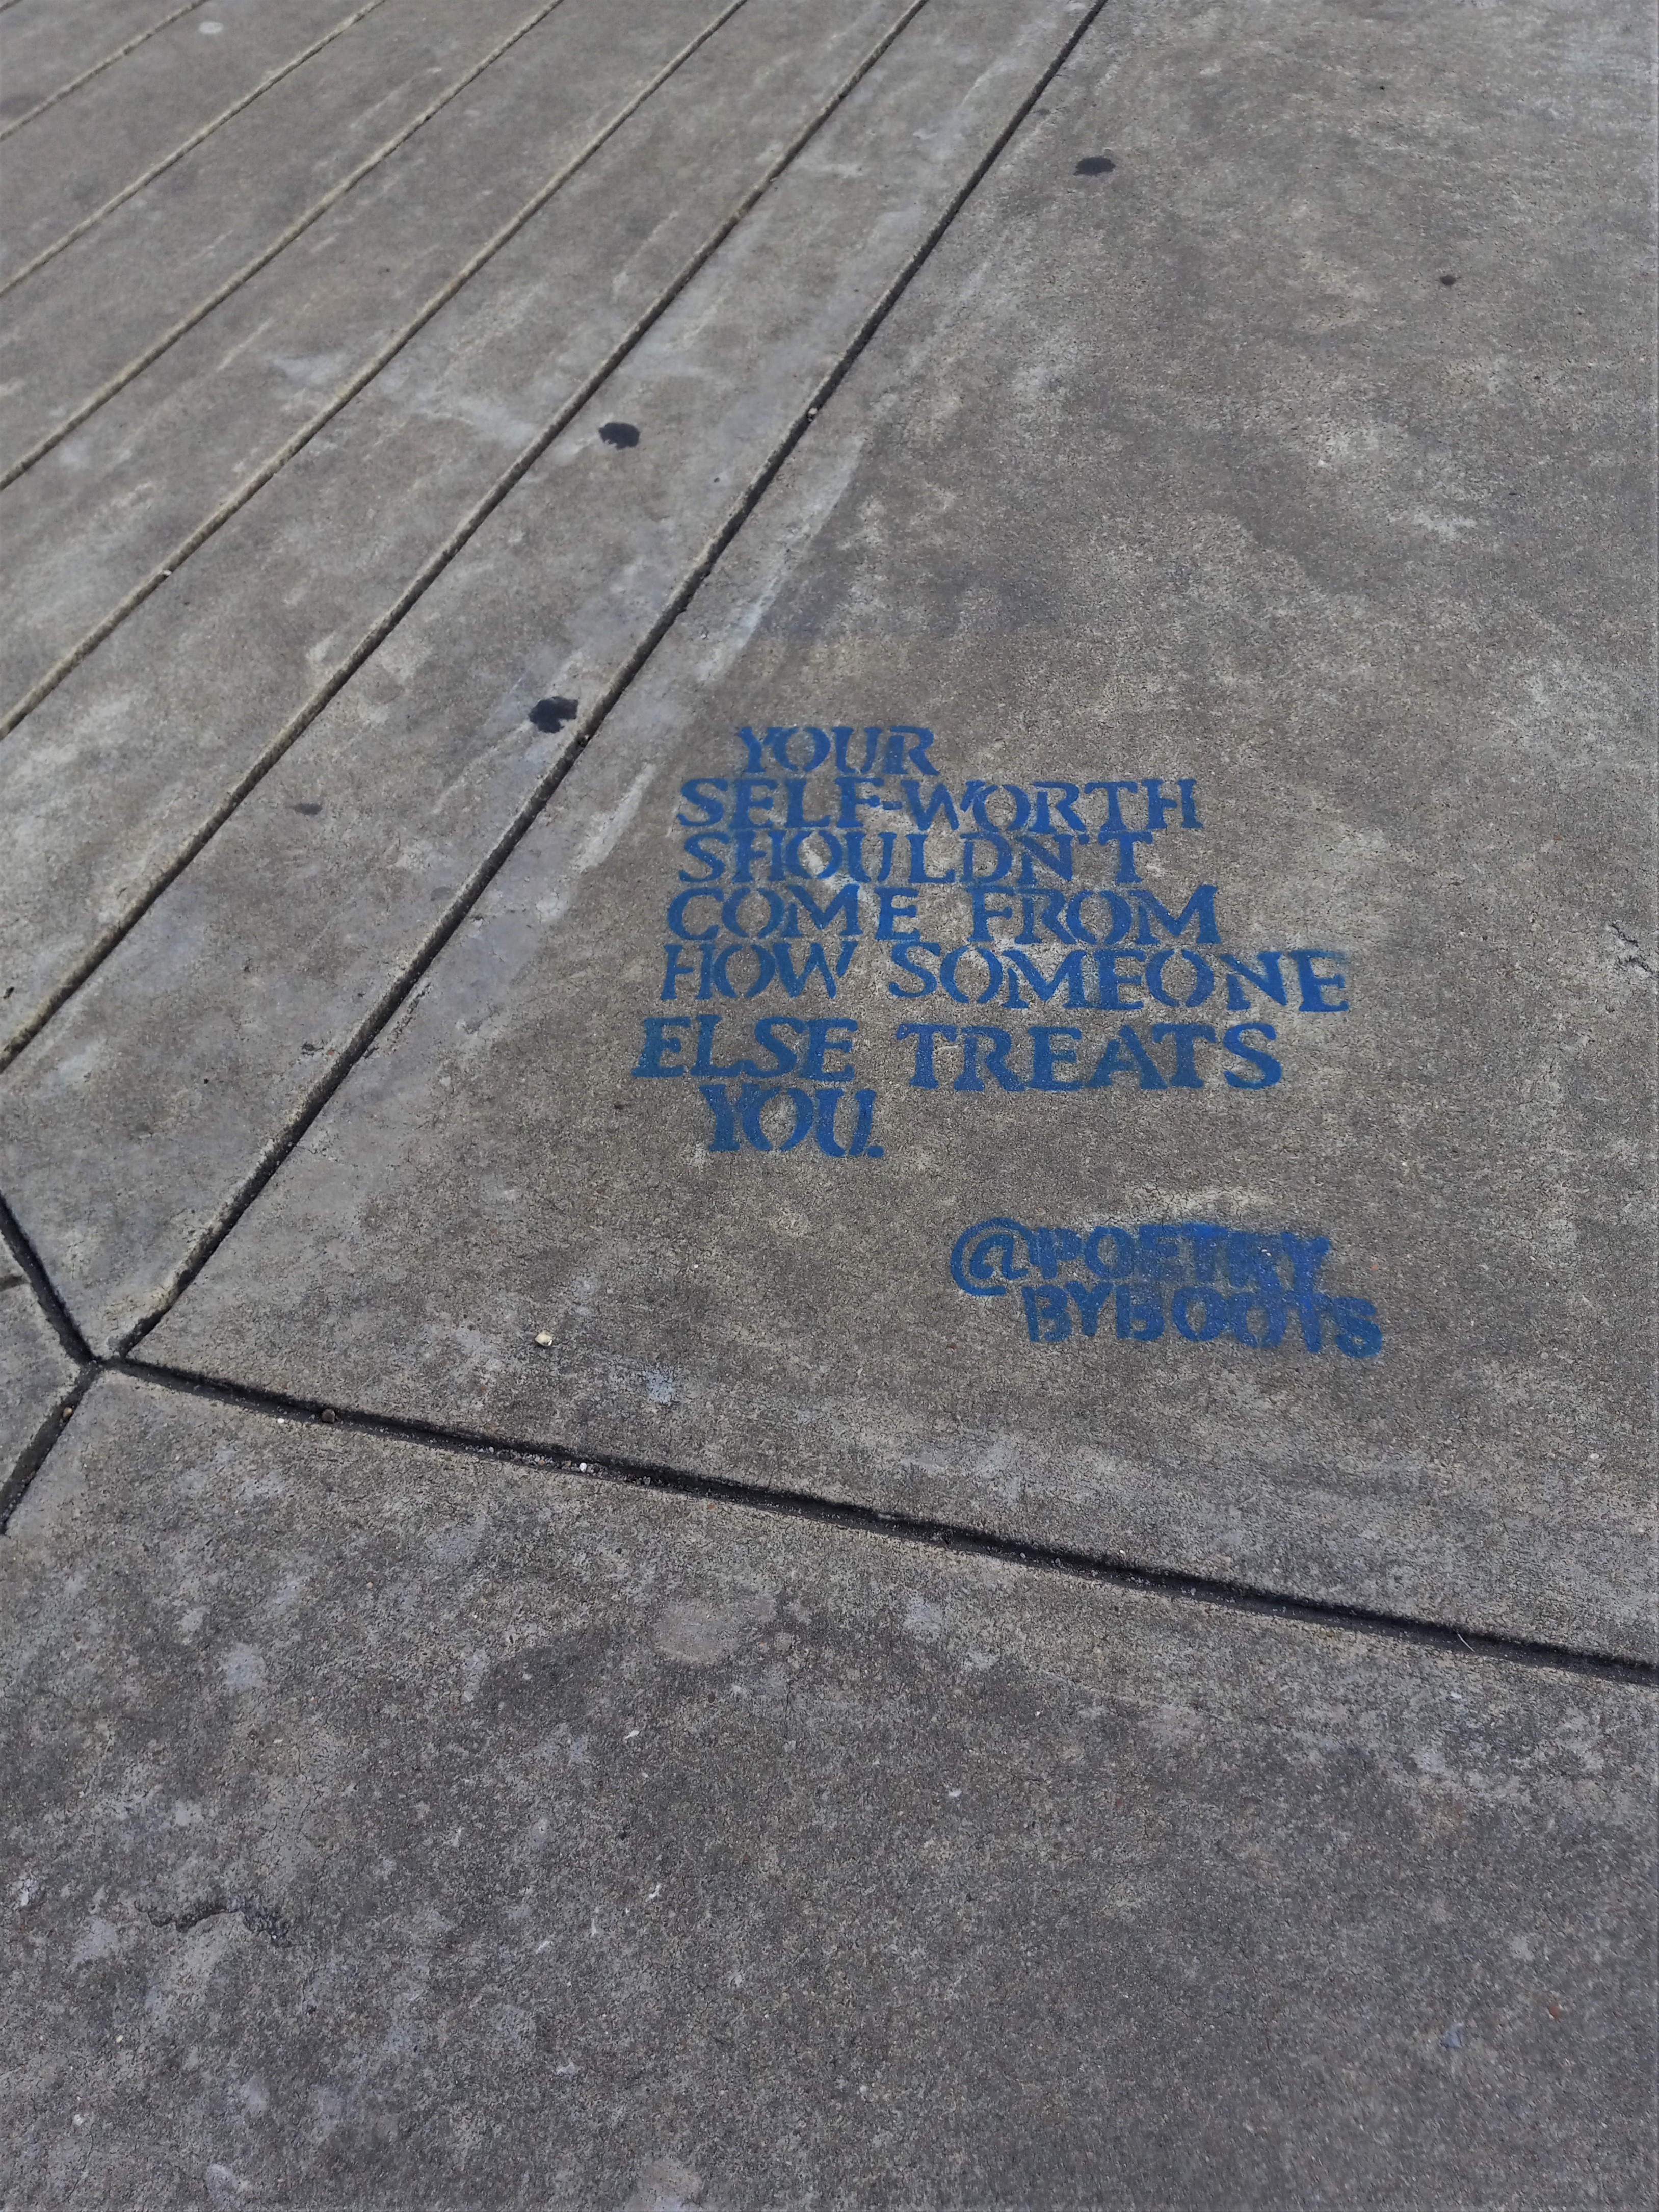 YOUR
SELF-WORTH
SHOULDN'T
COME FROM
HOW SOMEONE
ELSE TREATS
YOU.
@POETRY
BYBOOTS